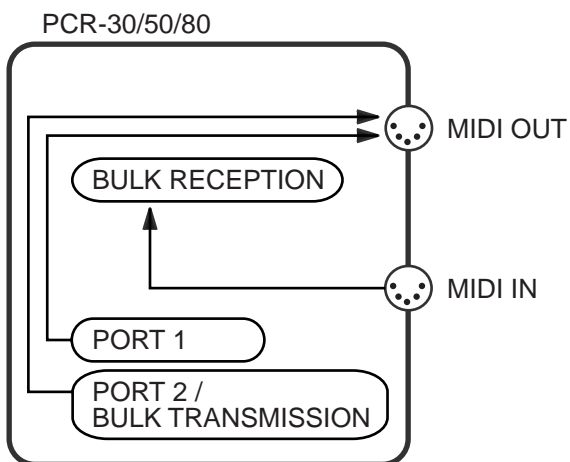 PCR-30/50/80
MIDI OUT
BULK RECEPTION
MIDI IN
PORT 1
PORT 2 /
BULK TRANSMISSION